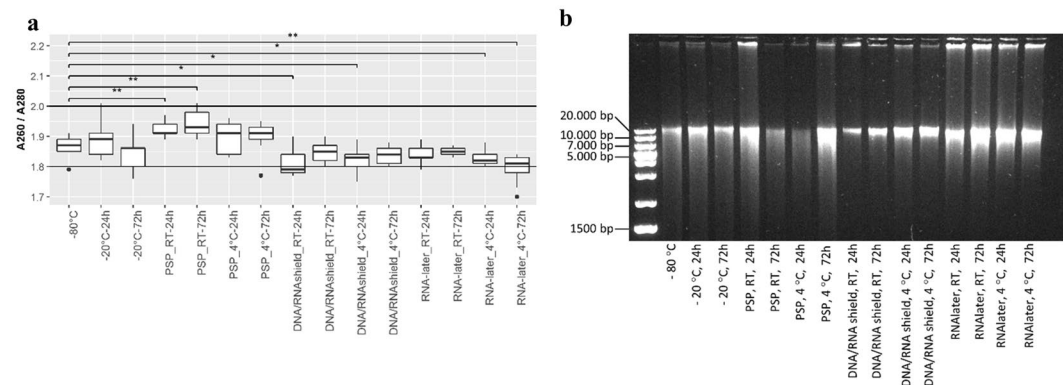 a
**
*
*
*
**
**
2.2
2.1
2.0
1.9
1.8
1.7
A260 / A280
-80°C
-20°C-24h
-20°C-72h
PSP_RT-24h
PSP_RT-72h
PSP_4°C-24h
PSP_4°C-72h
DNA/RNAshield_RT-24h
DNA/RNAshield_RT-72h
DNA/RNAshield_4°C-24h
DNA/RNAshield_4°C-72h
RNA-later_RT-24h
RNA-later_RT-72h
RNA-later_4°C-24h
RNA-later_4°C-72h
b
20.000 bp
10.000 bp
7.000 bp
5.000 bp
1500 bp
- 80 °C
- 20 °C, 24h
- 20 °C, 72h
PSP, RT, 24h
PSP, RT, 72h
PSP, 4 °C, 24h
PSP, 4 °C, 72h
DNA/RNA shield, RT, 24h
DNA/RNA shield, RT, 72h
DNA/RNA shield, 4 °C, 24h
DNA/RNA shield, 4 °C, 72h
RNAlater, RT, 24h
RNAlater, RT, 72h
RNAlater, 4 °C, 24h
RNAlater, 4 °C, 72h